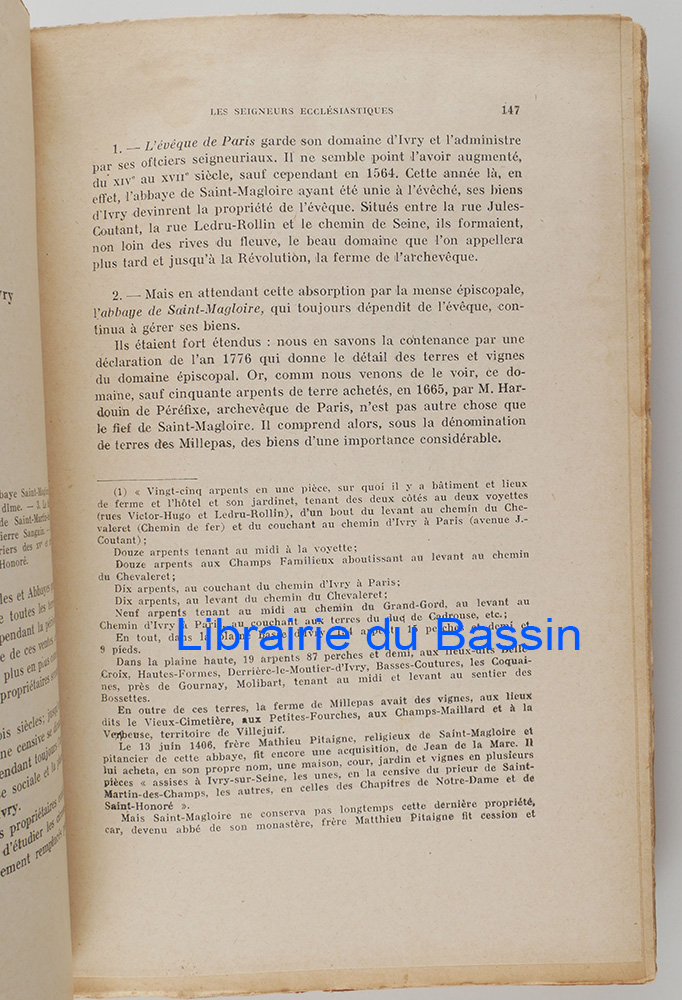 LES SEIGNEURS ECCLÉSIASTIQUES 147
1. — L'évêque de Paris garde son domaine d'Ivry et l'administre
par ses oficiers seigneuriaux. Il ne semble point l'avoir augmenté,
du XIVe au XVIIe siècle, sauf cependant en 1564. Cette année là, en
effet, l'abbaye de Saint-Magloire ayant été unie à l'évêché, ses biens
d'Ivry devinrent la propriété de l'évêque. Situés entre la rue Jules-
Coutant, la rue Ledru-Rollin et le chemin de Seine, ils formaient,
non loin des rives du fleuve, le beau domaine que l'on appellera
plus tard et jusqu'à la Révolution, la ferme de l'archevêque.
2. — Mais en attendant cette absorption par la mense épiscopale,
l'abbaye de Saint-Magloire, qui toujours dépendit de l'évêque, con-
tinua à gérer ses biens.
Ils étaient fort étendus : nous en savons la contenance par une
déclaration de l'an 1776 qui donne le détail des terres et vignes
du domaine épiscopal. Or, comm nous venons de le voir, ce do-
maine, sauf cinquante arpents de terre achetés, en 1665, par M. Har-
douin de Péréfixe, archevêque de Paris, n'est pas autre chose que
le fief de Saint-Magloire. Il comprend alors, sous la dénomination
de terres des Millepas, des biens d'une importance considérable.
(1) « Vingt-cinq arpents en une pièce, sur quoi il y a bâtiment et lieux
de ferme et l'hôtel et son jardinet, tenant des deux côtés au deux voyettes
(rues Victor-Hugo et Ledru-Rollin), d'un bout du levant au chemin du Che-
valeret (Chemin de fer) et du couchant au chemin d'Ivry à Paris (avenue J.-
Coutant) ;
Douze arpents tenant au midi à la voyette ;
Douze arpents aux Champs Familieux aboutissant au levant au chemin
du Chevaleret ;
Dix arpents, au couchant du chemin d'Ivry à Paris ;
Dix arpents, au levant du chemin du Chevaleret ;
Neuf arpents tenant au midi au chemin du Grand-Gord, au levant au
Chemin d'Ivry à Paris, au couchant aux terres du duc de Cadrouse, etc. ;
En tout, dans la plaine basse d'Ivry, arpents 16 perches et demi et
9 pieds.
Dans la plaine haute, 19 arpents 87 perches et demi, aux lieux-dits Belle-
Croix, Hautes-Formes, Derrière-le-Moutier-d'Ivry, Basses-Coutures, les Coquai-
nes, près de Gournay, Molibart, tenant au midi et levant au sentier des
Bossettes.
En outre de ces terres, la ferme de Millepas avait des vignes, aux lieux
dits le Vieux-Cimetière, aux Petites-Fourches, aux Champs-Maillard et à la
Verbeuse, territoire de Villejuif.
Le 13 juin 1406, frère Mathieu Pitaigne, religieux de Saint-Magloire et
pitancier de cette abbaye, fit encore une acquisition, de Jean de la Marc. Il
lui acheta, en son propre nom, une maison, cour, jardin et vignes en plusieurs
pièces « assises à Ivry-sur-Seine, les unes, en la censive du prieur de Saint-
Martin-des-Champs, les autres, en celles des Chapitres de Notre-Dame et de
Saint-Honoré ».
Mais Saint-Magloire ne conserva pas longtemps cette dernière propriété,
car, devenu abbé de son monastère, frère Matthieu Pitaigne fit cession et
Librairie du Bassin